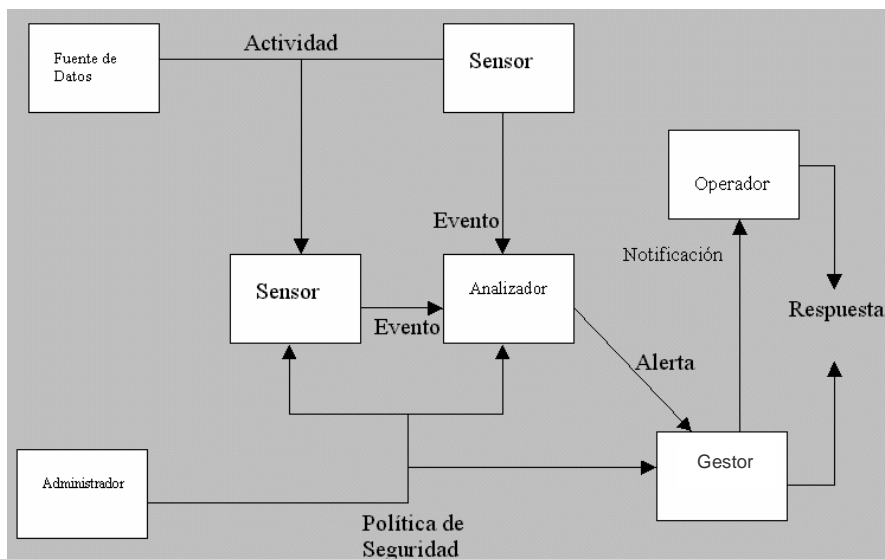 Fuente de
Datos
Actividad
Sensor
Operador
Evento
Notificación
Sensor
Analizador
Evento
Respuesta
Alerta
Administrador
Gestor
Política de
Seguridad